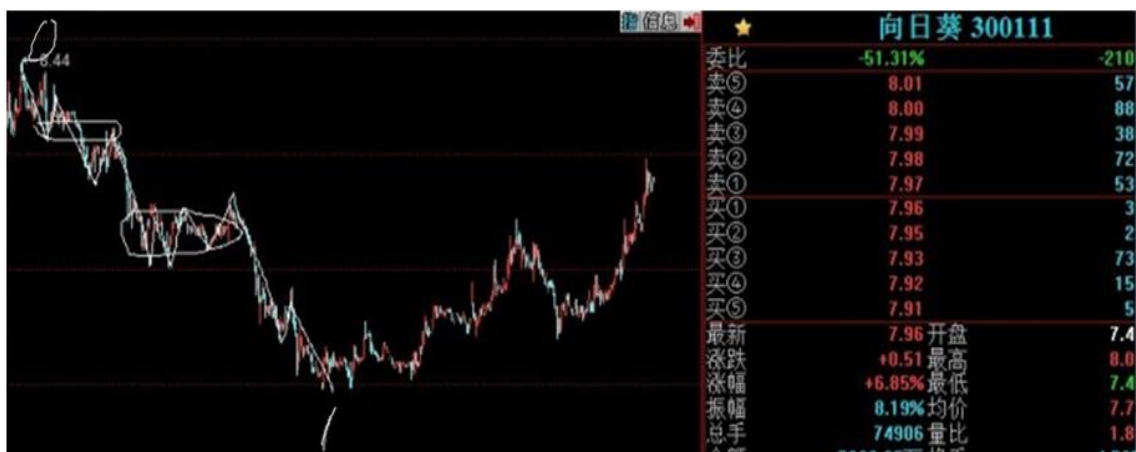 信息
8.44
向日葵 300111
委比 -51.31% -210
卖⑤ 8.01 57
卖④ 8.00 88
卖③ 7.99 38
卖② 7.98 72
卖① 7.97 53
买① 7.96 3
买② 7.95 2
买③ 7.93 73
买④ 7.92 15
买⑤ 7.91 5
最新 7.96 开盘 7.4
涨跌 +0.51 最高 8.0
涨幅 +6.85% 最低 7.4
振幅 8.19% 均价 7.7
总手 74906 量比 1.8